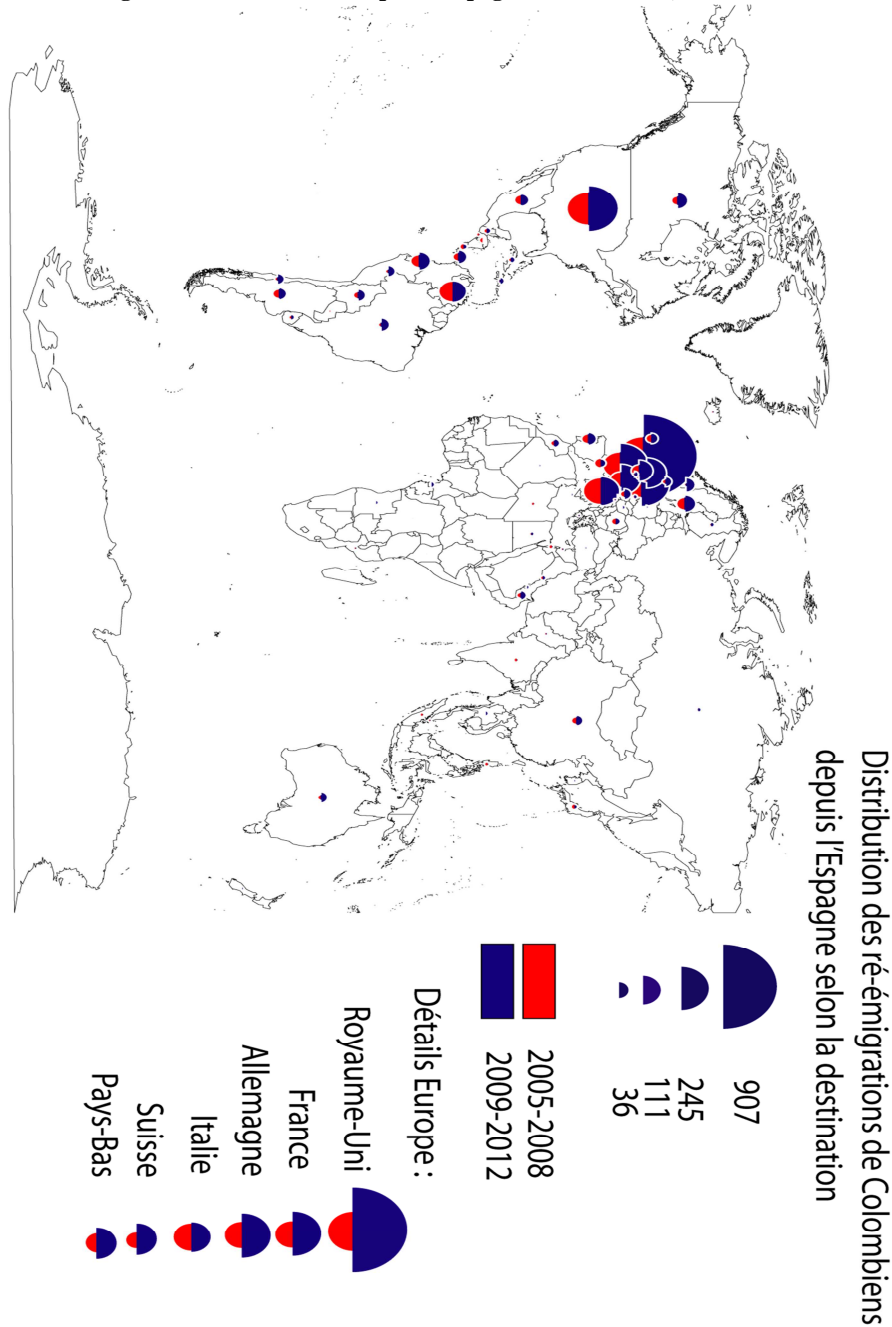 Distribution des ré-émigrations de Colombiens
depuis l'Espagne selon la destination
907
245
111
36
2005-2008
2009-2012
Détails Europe :
Royaume-Uni
France
Allemagne
Italie
Suisse
Pays-Bas